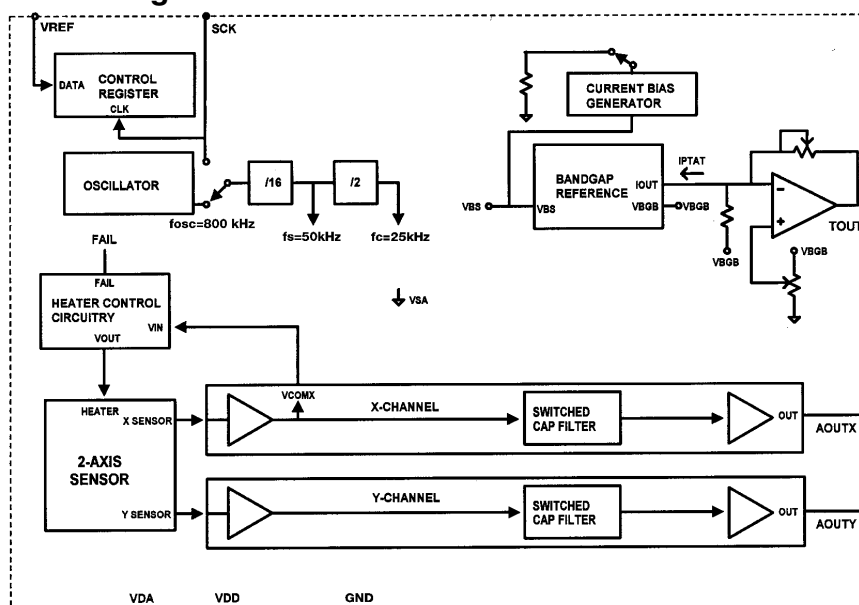 VREF
SCK
DATA
CONTROL
REGISTER
CLK
OSCILLATOR
/16
/2
fosc=800 kHz
fs=50kHz
fc=25kHz
CURRENT BIAS
GENERATOR
BANDGAP
REFERENCE
VBS
VBS
IOUT
VBGB
VBGB
IPTAT
VBGB
-
+
TOUT
VBGB
FAIL
FAIL
HEATER CONTROL
CIRCUITRY
VIN
VOUT
VSA
HEATER
X SENSOR
2-AXIS
SENSOR
Y SENSOR
VCOMX
X-CHANNEL
SWITCHED
CAP FILTER
OUT
AOUTX
Y-CHANNEL
SWITCHED
CAP FILTER
OUT
AOUTY
VDA
VDD
GND